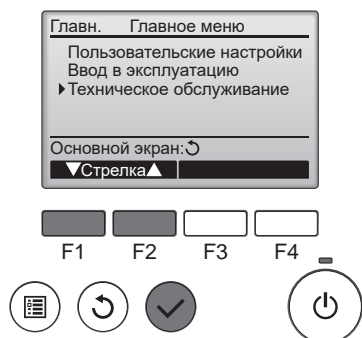 Главн. Главное меню
Пользовательские настройки
Ввод в эксплуатацию
Техническое обслуживание
Основной экран:
▼Стрелка▲
F1 F2 F3 F4